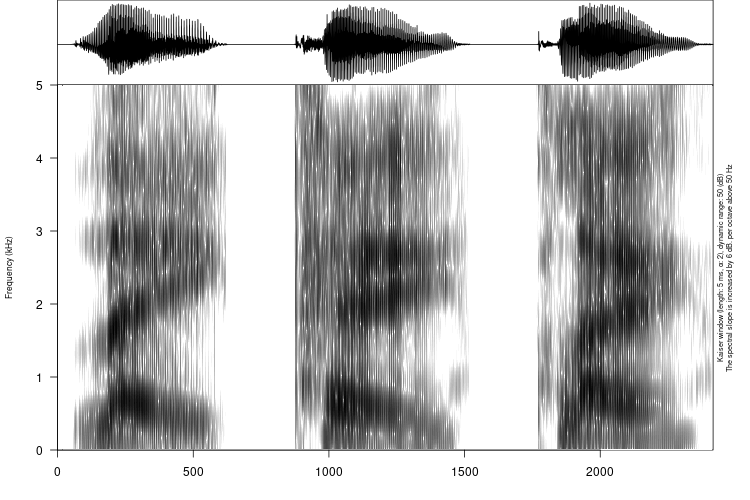 5
4
3
2
1
0
Frequency (kHz)
0 500 1000 1500 2000
Kaiser window (length: 5 ms, α: 2), dynamic range: 50 (dB)
The spectral slope is increased by 6 dB per octave above 50 Hz